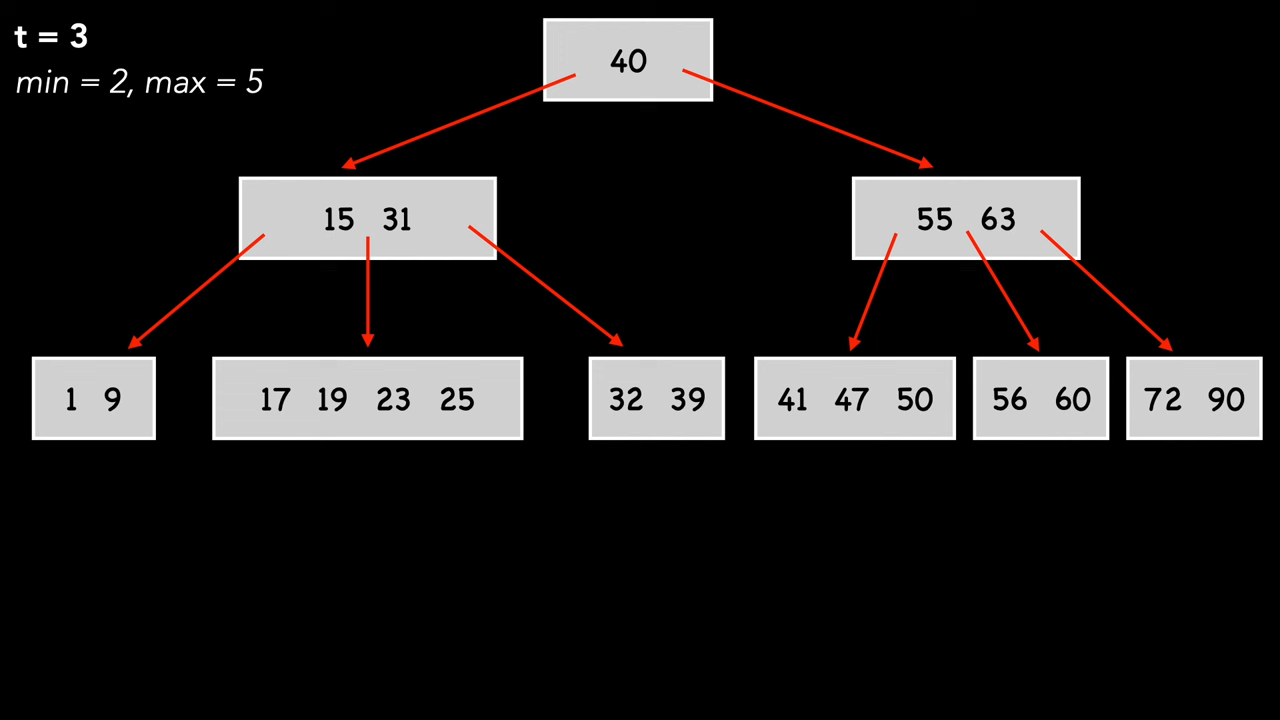 t = 3
min = 2, max = 5
40
15 31
55 63
1 9
17 19 23 25
32 39
41 47 50
56 60
72 90